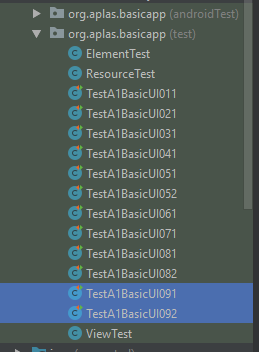 org.aplas.basicapp (androidTest)
org.aplas.basicapp (test)
ElementTest
ResourceTest
TestA1BasicUI011
TestA1BasicUI021
TestA1BasicUI031
TestA1BasicUI041
TestA1BasicUI051
TestA1BasicUI052
TestA1BasicUI061
TestA1BasicUI071
TestA1BasicUI081
TestA1BasicUI082
TestA1BasicUI091
TestA1BasicUI092
ViewTest